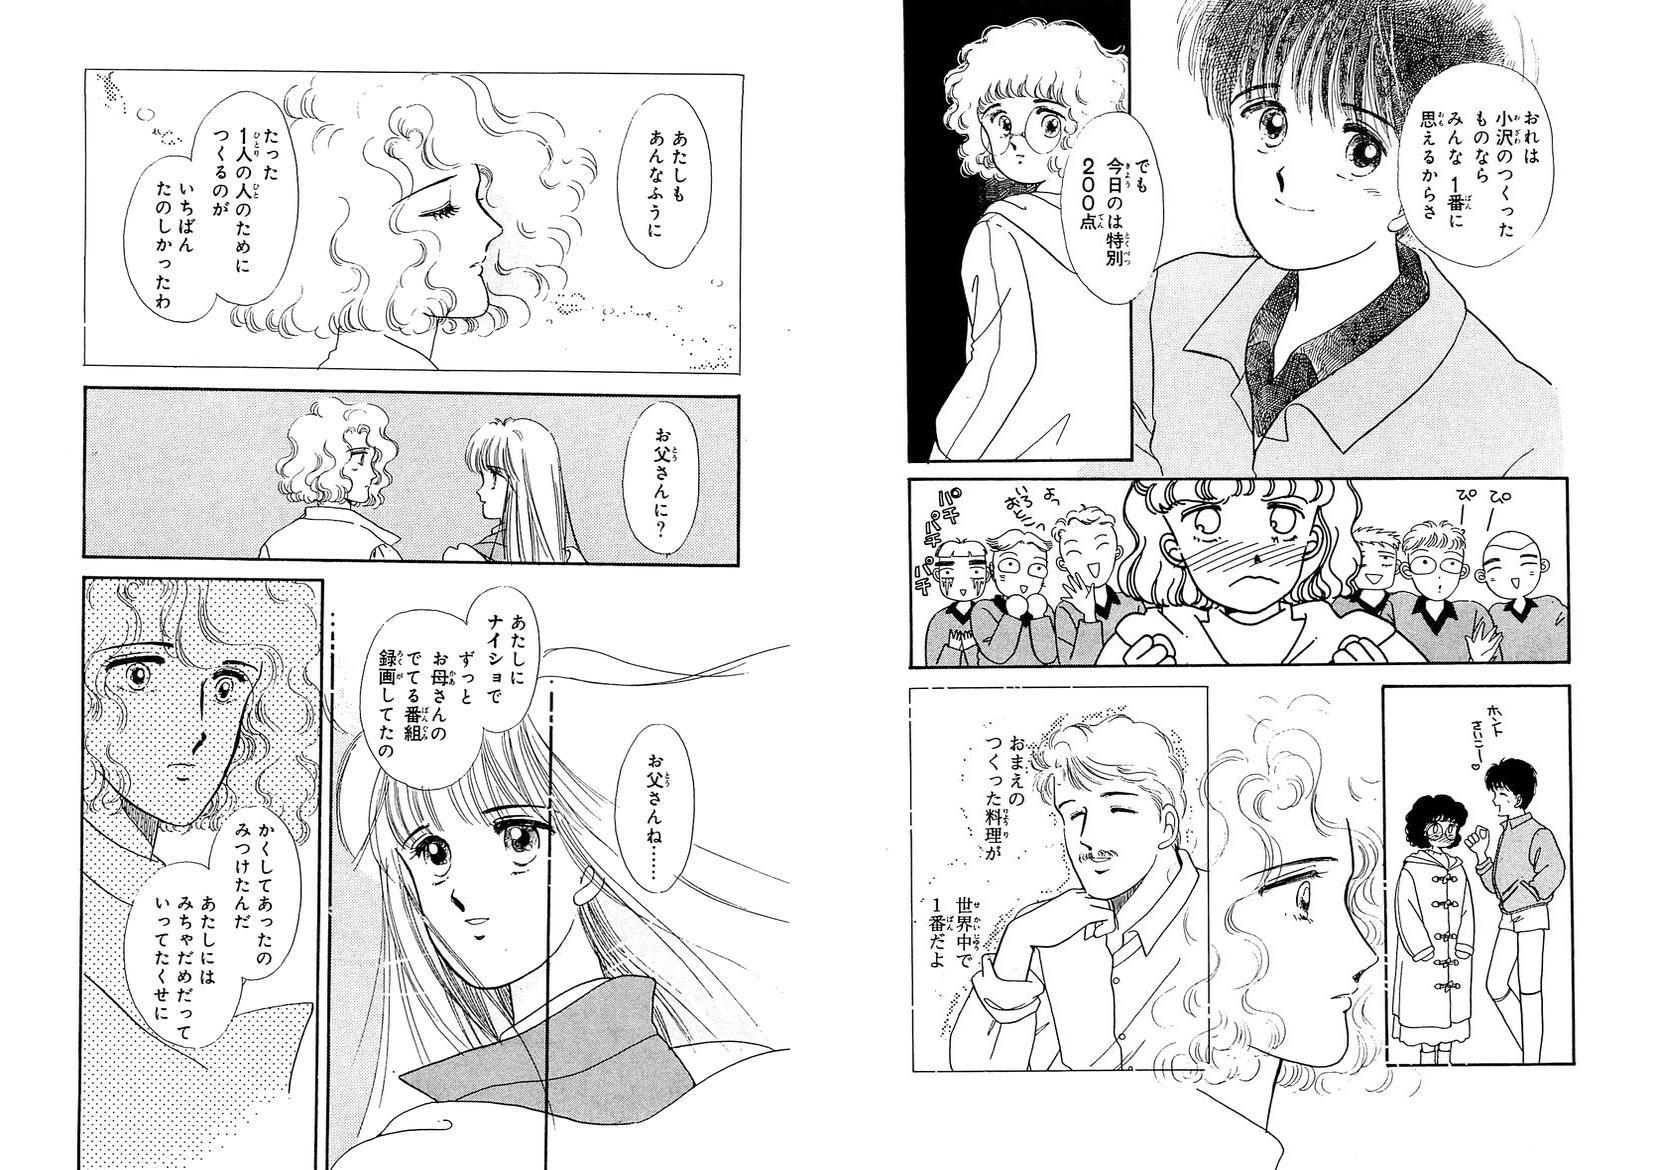 おれは
小沢のつくった
ものなら
みんな1番に
思えるからさ
でも
今日のは特別
200点
ぴ
ぴ
よっ
いろ
おとこっ
パチ
パチ
パチ
ホント
さいこー♡
おまえの
つくった料理が
世界中で
1番だよ
あたしも
あんなふうに
たった
1人の人のために
つくるのが
いちばん
たのしかったわ
お父さんに?
お父さんね……
あたしに
ナイショで
ずっと
お母さんの
でてる番組
録画してたの
かくしてあったの
みつけたんだ
あたしには
みちゃだめだって
いってたくせに